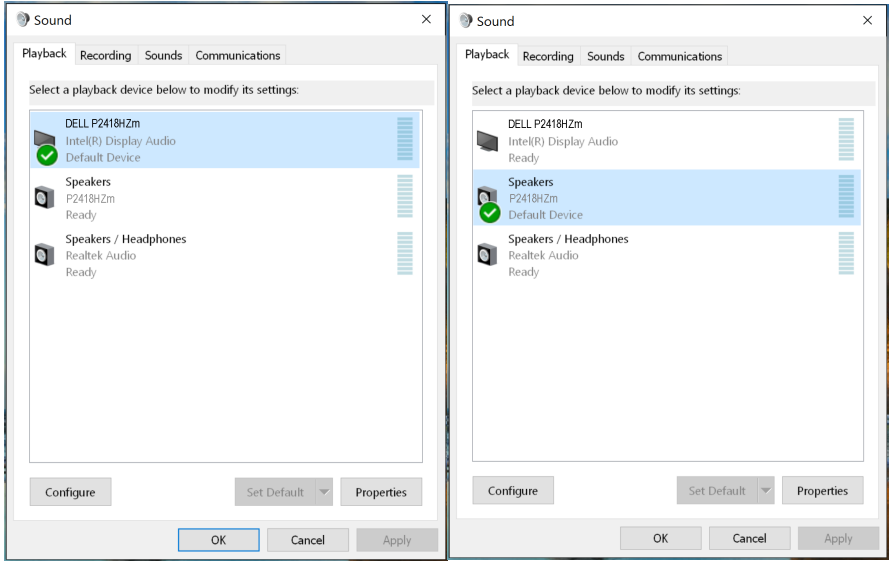 Sound
Playback Recording Sounds Communications
Select a playback device below to modify its settings:
DELL P2418HZm
Intel(R) Display Audio
Default Device
Speakers
P2418HZm
Ready
Speakers / Headphones
Realtek Audio
Ready
Configure Set Default Properties
OK Cancel Apply
Sound
Playback Recording Sounds Communications
Select a playback device below to modify its settings:
DELL P2418HZm
Intel(R) Display Audio
Ready
Speakers
P2418HZm
Default Device
Speakers / Headphones
Realtek Audio
Ready
Configure Set Default Properties
OK Cancel Apply